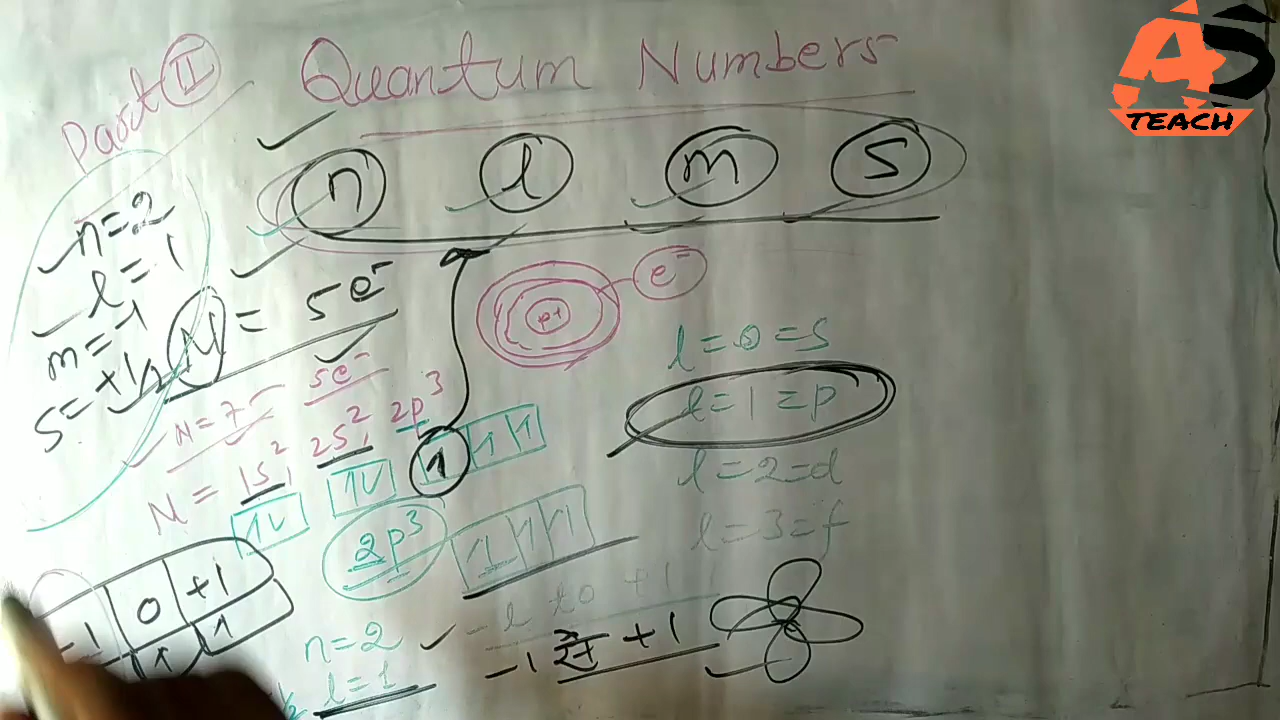 Part II
Quantum Numbers
AS
TEACH
n l m s
n=2
l=1
m=-1
s=+1/2
N = 5e-
p+
e-
5e-
N=7
N = 1s² 2s² 2p³
2p³
l=0=s
l=1=p
l=2=d
l=3=f
-l to +1
-1 +1
-1 0 +1
n=2
l=1